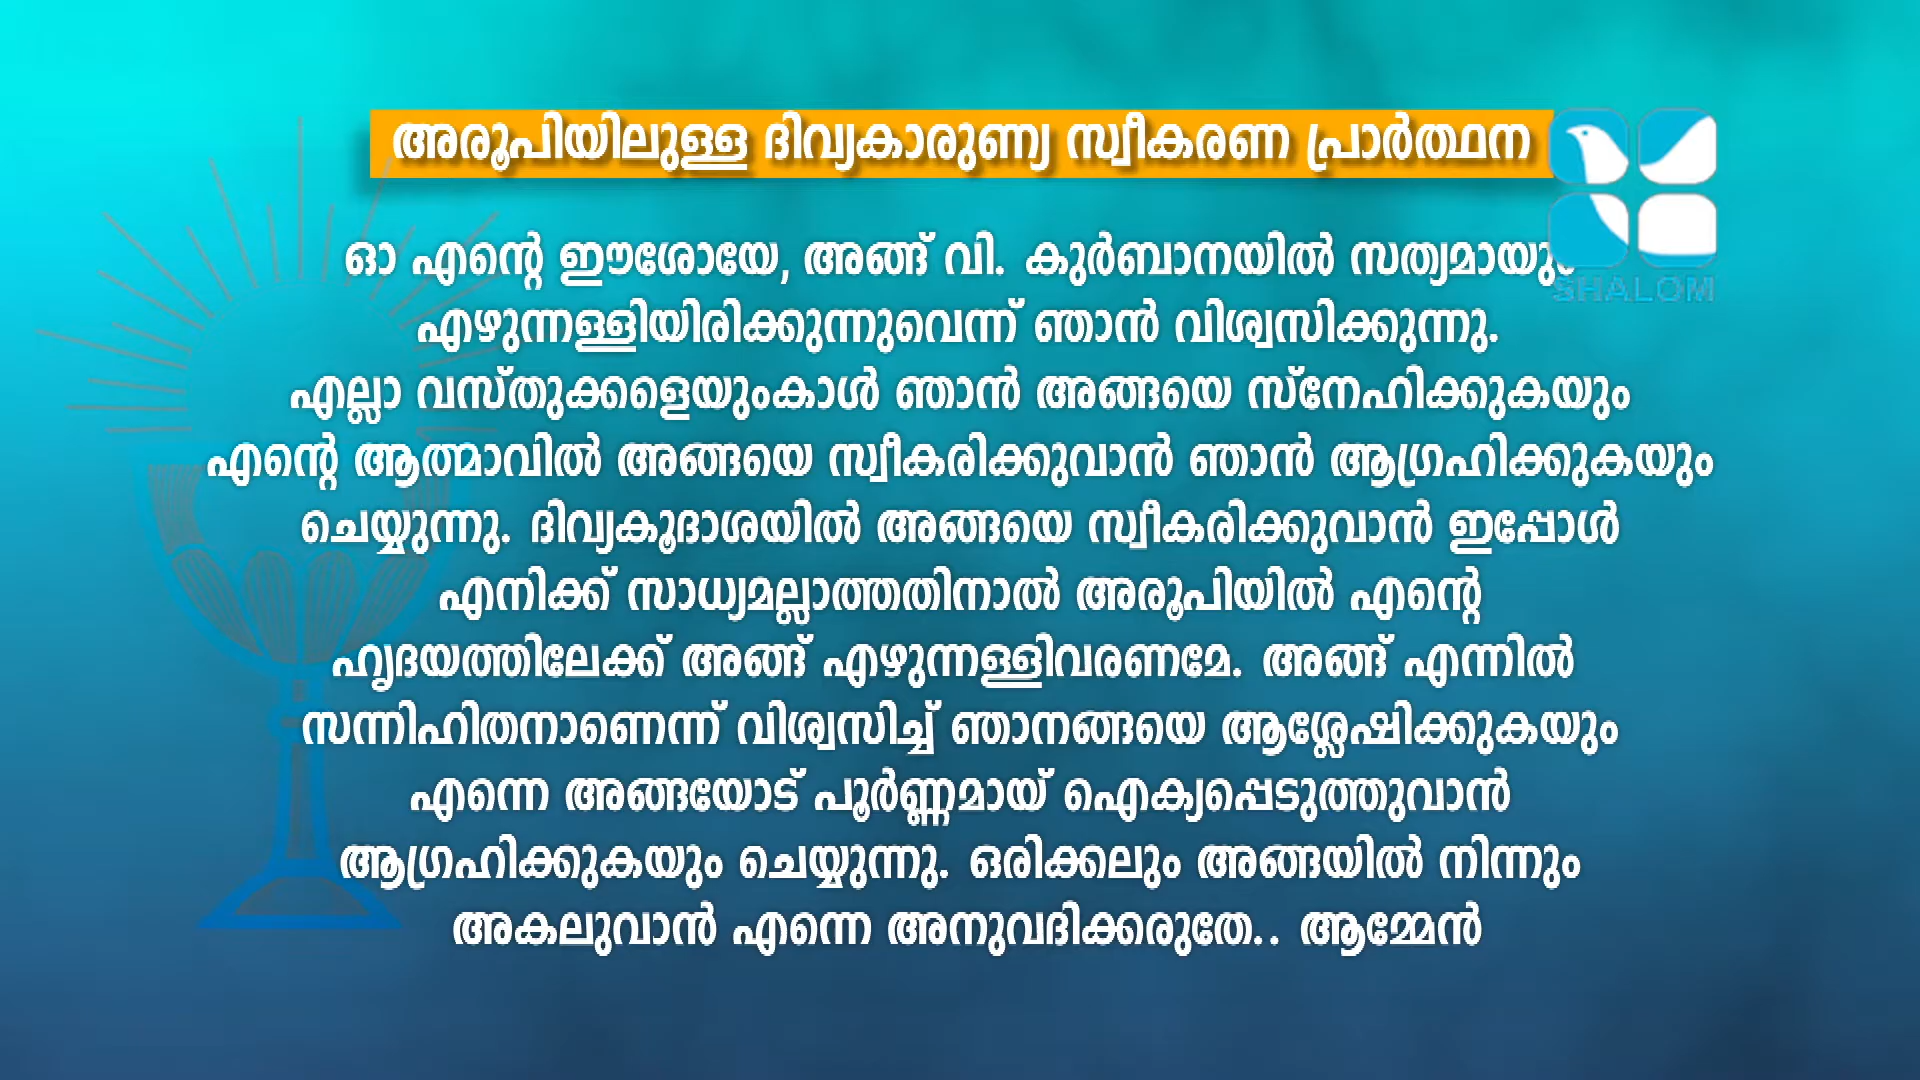 അരൂപിയിലുള്ള ദിവ്യകാരുണ്യ സ്വീകരണ പ്രാർത്ഥന
ഓ എന്റെ ഈശോയേ, അങ്ങ് വി. കുർബാനയിൽ സത്യമായും
SHALOM
എഴുന്നള്ളിയിരിക്കുന്നുവെന്ന് ഞാൻ വിശ്വസിക്കുന്നു.
എല്ലാ വസ്തുക്കളെയുംകാൾ ഞാൻ അങ്ങയെ സ്നേഹിക്കുകയും
എന്റെ ആത്മാവിൽ അങ്ങയെ സ്വീകരിക്കുവാൻ ഞാൻ ആഗ്രഹിക്കുകയും
ചെയ്യുന്നു. ദിവ്യകൂദാശയിൽ അങ്ങയെ സ്വീകരിക്കുവാൻ ഇപ്പോൾ
എനിക്ക് സാധ്യമല്ലാത്തതിനാൽ അരൂപിയിൽ എന്റെ
ഹൃദയത്തിലേക്ക് അങ്ങ് എഴുന്നള്ളിവരണമേ. അങ്ങ് എന്നിൽ
സന്നിഹിതനാണെന്ന് വിശ്വസിച്ച് ഞാനങ്ങയെ ആശ്ലേഷിക്കുകയും
എന്നെ അങ്ങയോട് പൂർണ്ണമായ് ഐക്യപ്പെടുത്തുവാൻ
ആഗ്രഹിക്കുകയും ചെയ്യുന്നു. ഒരിക്കലും അങ്ങയിൽ നിന്നും
അകലുവാൻ എന്നെ അനുവദിക്കരുതേ.. ആമ്മേൻ